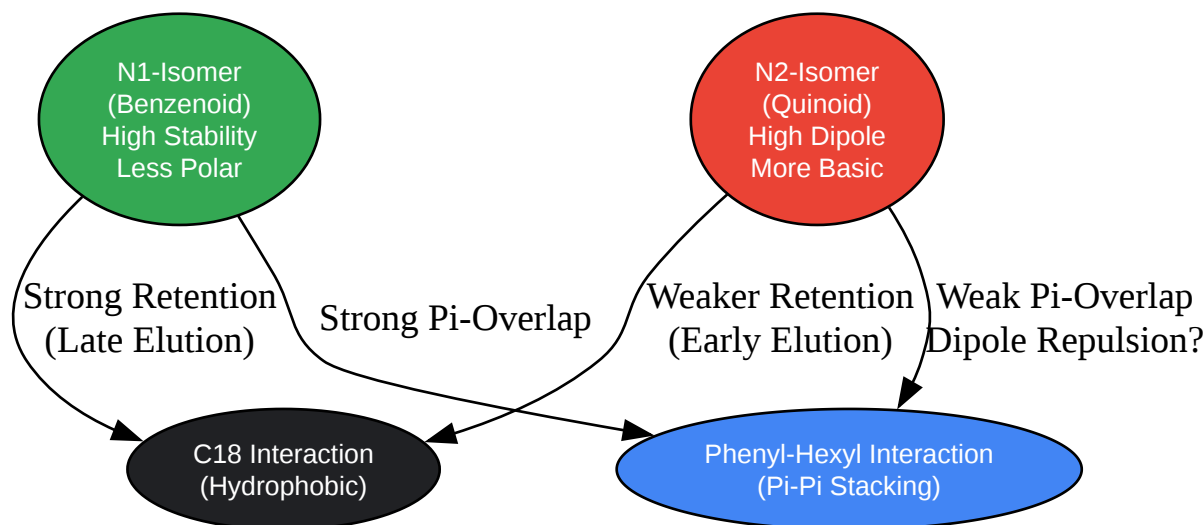 N1-Isomer
(Benzenoid)
High Stability
Less Polar
N2-Isomer
(Quinoid)
High Dipole
More Basic
Strong Retention
(Late Elution)
Strong Pi-Overlap
Weaker Retention
(Early Elution)
Weak Pi-Overlap
Dipole Repulsion?
C18 Interaction
(Hydrophobic)
Phenyl-Hexyl Interaction
(Pi-Pi Stacking)